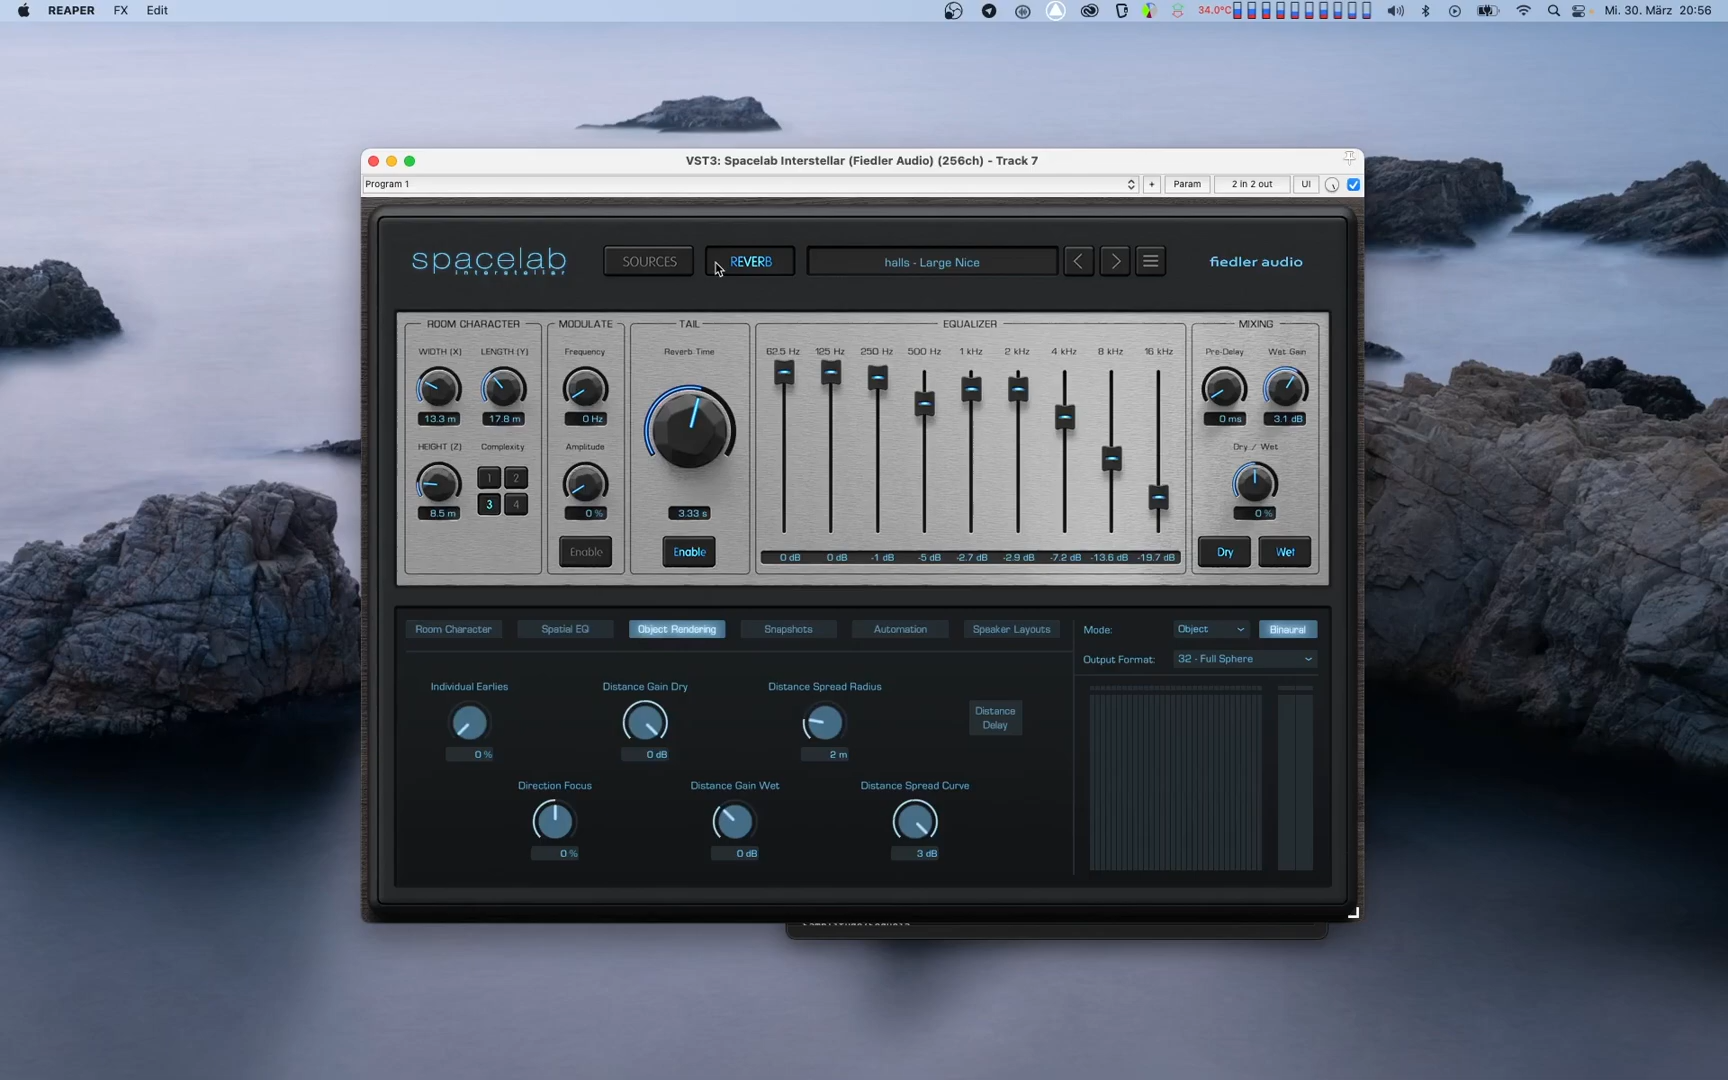 REAPER FX Edit 34.0°C Mi. 30. März 20:56
VST3: Spacelab Interstellar (Fiedler Audio) (256ch) - Track 7
Program 1 + Param 2 in 2 out UI
spacelab SOURCES REVERB halls - Large Nice fiedler audio
interstellar
ROOM CHARACTER MODULATE TAIL EQUALIZER MIXING
WIDTH (X) LENGTH (Y) Frequency Reverb Time 62.5 Hz 125 Hz 250 Hz 500 Hz 1 kHz 2 kHz 4 kHz 8 kHz 16 kHz Pre-Delay Wet Gain
13.3 m 17.8 m 0 Hz 0 ms 3.1 dB
HEIGHT (Z) Complexity Amplitude Dry / Wet
1 2
3 4
8.5 m 0 % 3.33 s 0 %
Enable Enable Dry Wet
0 dB 0 dB -1 dB -5 dB -2.7 dB -2.9 dB -7.2 dB -13.6 dB -19.7 dB
Room Character Spatial EQ Object Rendering Snapshots Automation Speaker Layouts Mode: Object Binaural
Output Format: 32 - Full Sphere
Individual Earlies Distance Gain Dry Distance Spread Radius
Distance
Delay
0 % 0 dB 2 m
Direction Focus Distance Gain Wet Distance Spread Curve
0 % 0 dB 3 dB